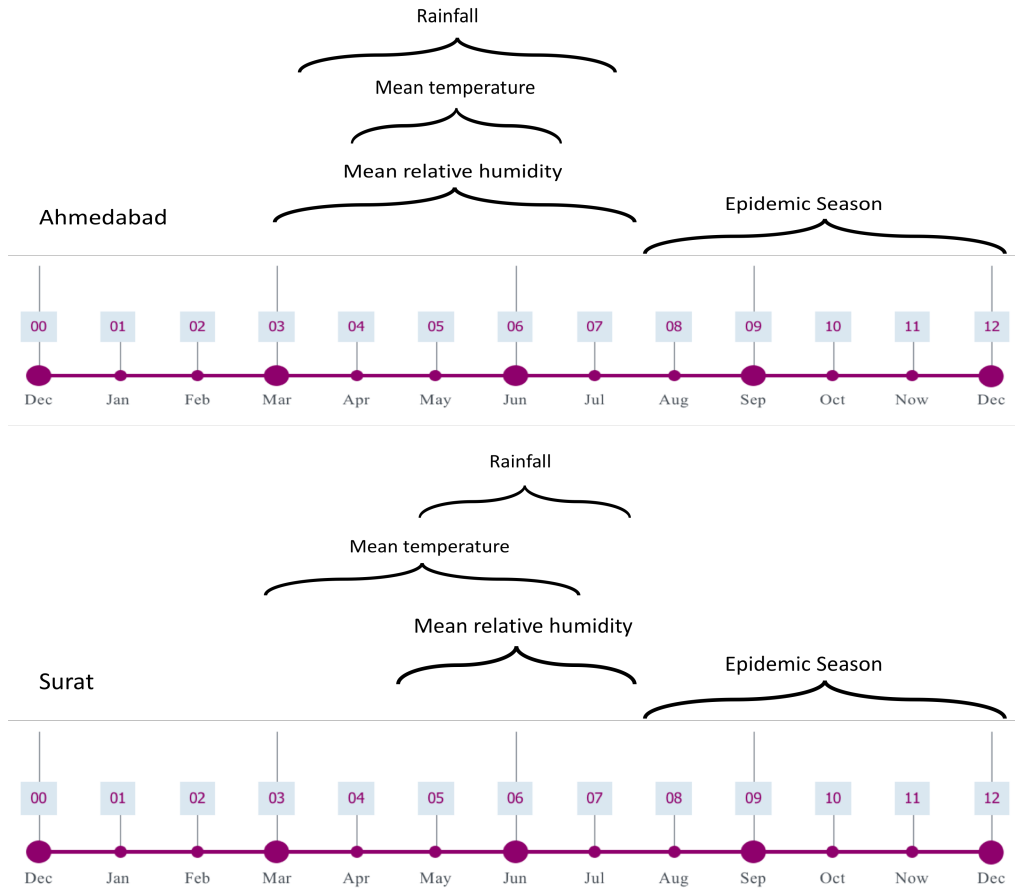 Rainfall
Mean temperature
Mean relative humidity
Ahmedabad
Epidemic Season
00 01 02 03 04 05 06 07 08 09 10 11 12
Dec Jan Feb Mar Apr May Jun Jul Aug Sep Oct Now Dec
Rainfall
Mean temperature
Mean relative humidity
Surat
Epidemic Season
00 01 02 03 04 05 06 07 08 09 10 11 12
Dec Jan Feb Mar Apr May Jun Jul Aug Sep Oct Now Dec